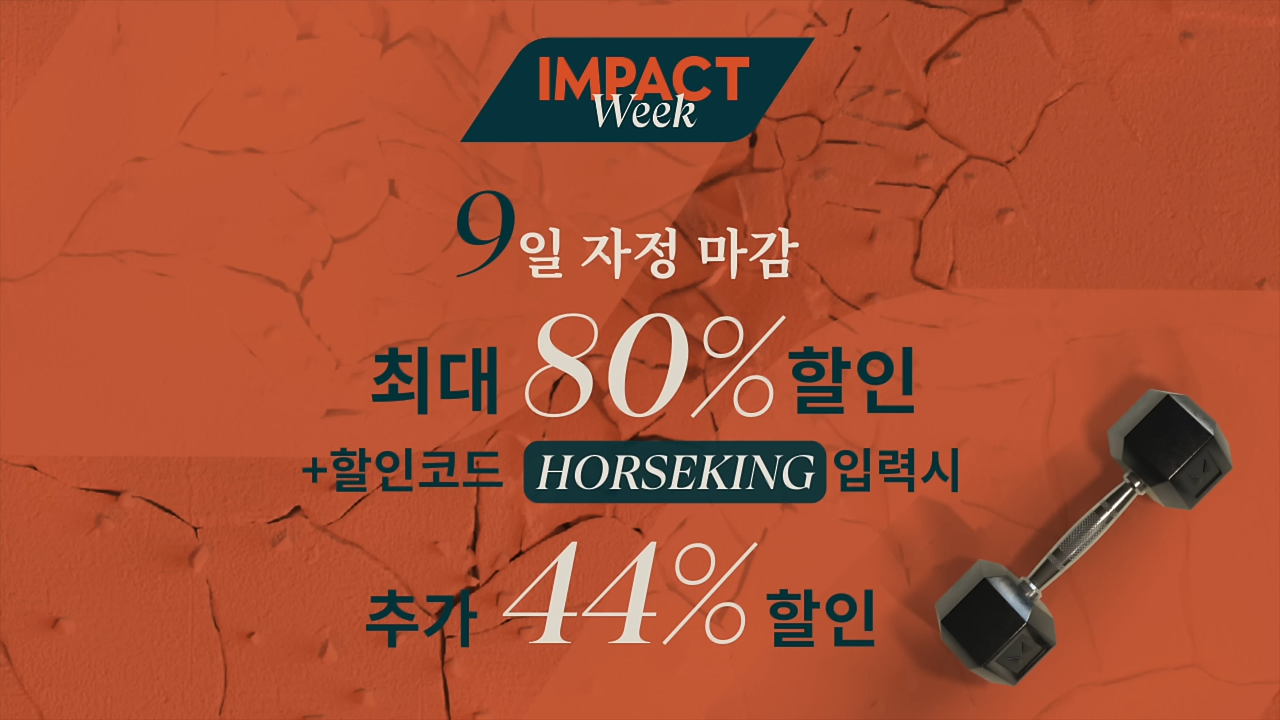 IMPACT
Week
9일 자정 마감
최대 80% 할인
+할인코드 HORSEKING 입력시
추가 44% 할인